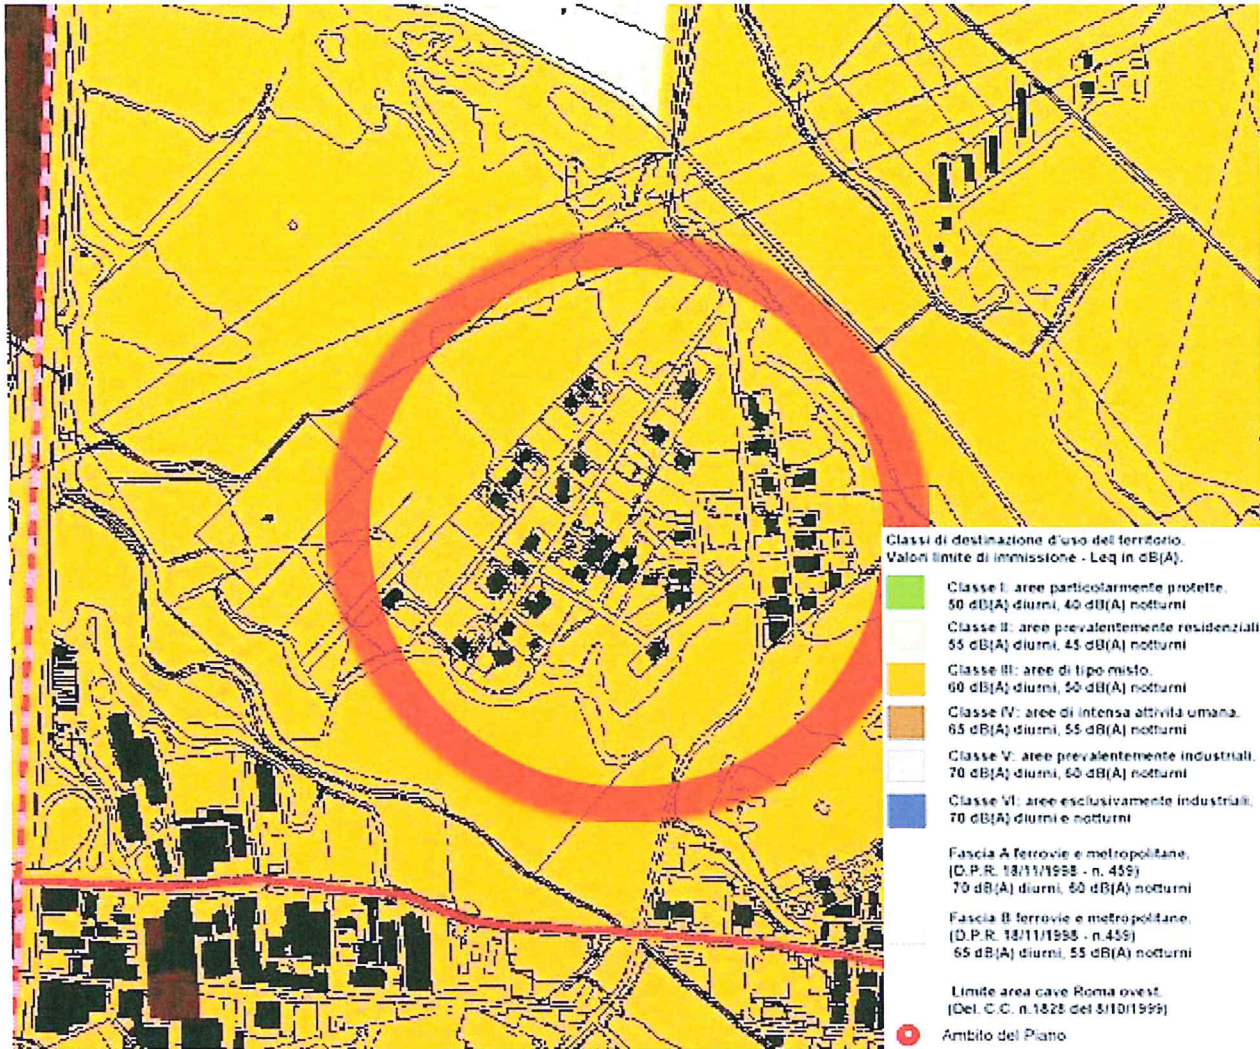 Classi di destinazione d'uso del territorio.
Valori limite di immissione - Leq in dB(A).
Classe I: aree particolarmente protette.
50 dB(A) diurni, 40 dB(A) notturni
Classe II: aree prevalentemente residenziali
55 dB(A) diurni, 45 dB(A) notturni
Classe III: aree di tipo misto.
60 dB(A) diurni, 50 dB(A) notturni
Classe IV: aree di intensa attività umana.
65 dB(A) diurni, 55 dB(A) notturni
Classe V: aree prevalentemente industriali.
70 dB(A) diurni, 60 dB(A) notturni
Classe VI: aree esclusivamente industriali.
70 dB(A) diurni e notturni
Fascia A ferrovie e metropolitane.
(D.P.R. 18/11/1998 - n. 459)
70 dB(A) diurni, 60 dB(A) notturni
Fascia B ferrovie e metropolitane.
(D.P.R. 18/11/1998 - n.459)
65 dB(A) diurni, 55 dB(A) notturni
Limite area cave Roma ovest.
(Del. C.C. n.1828 del 8/10/1999)
Ambito del Piano